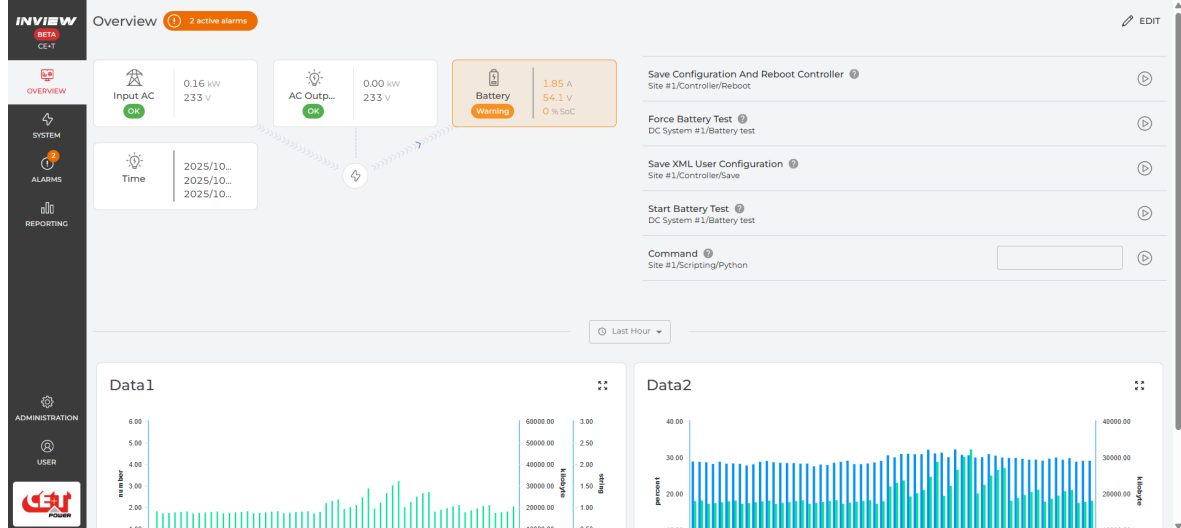 INVIEW
BETA
CE+T
OVERVIEW
SYSTEM
2
ALARMS
REPORTING
ADMINISTRATION
USER
CE+T
POWER
Overview
2 active alarms
EDIT
Input AC
OK
0.16 kW
233 V
AC Outp...
OK
0.00 kW
233 V
Battery
Warning
1.85 A
54.1 V
0 % SoC
Time
2025/10...
2025/10...
2025/10...
Save Configuration And Reboot Controller
Site #1/Controller/Reboot
Force Battery Test
DC System #1/Battery test
Save XML User Configuration
Site #1/Controller/Save
Start Battery Test
DC System #1/Battery test
Command
Site #1/Scripting/Python
Last Hour
Data1
6.00
5.00
4.00
3.00
2.00
number
60000.00
50000.00
40000.00
30000.00
20000.00
kilobyte
3.00
2.50
2.00
1.50
1.00
string
Data2
40.00
30.00
20.00
percent
40000.00
30000.00
20000.00
kilobyte